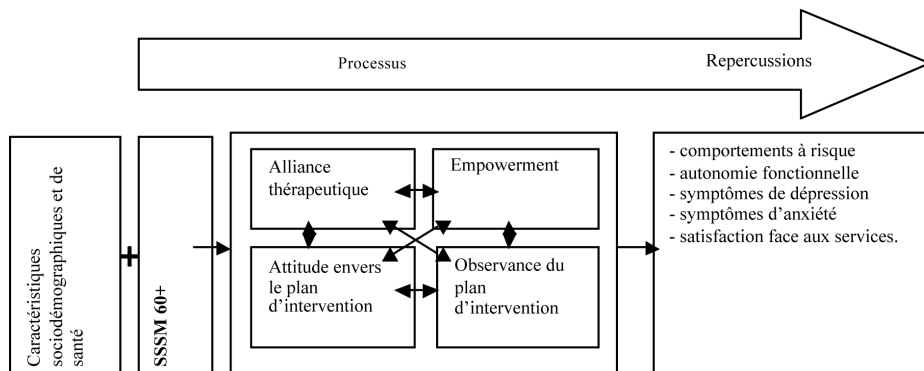 Processus
Repercussions
Caractéristiques
sociodémographiques et de
santé
+
SSSM 60+
Alliance
thérapeutique
Empowerment
Attitude envers
le plan
d’intervention
Observance du
plan
d’intervention
- comportements à risque
- autonomie fonctionnelle
- symptômes de dépression
- symptômes d’anxiété
- satisfaction face aux services.